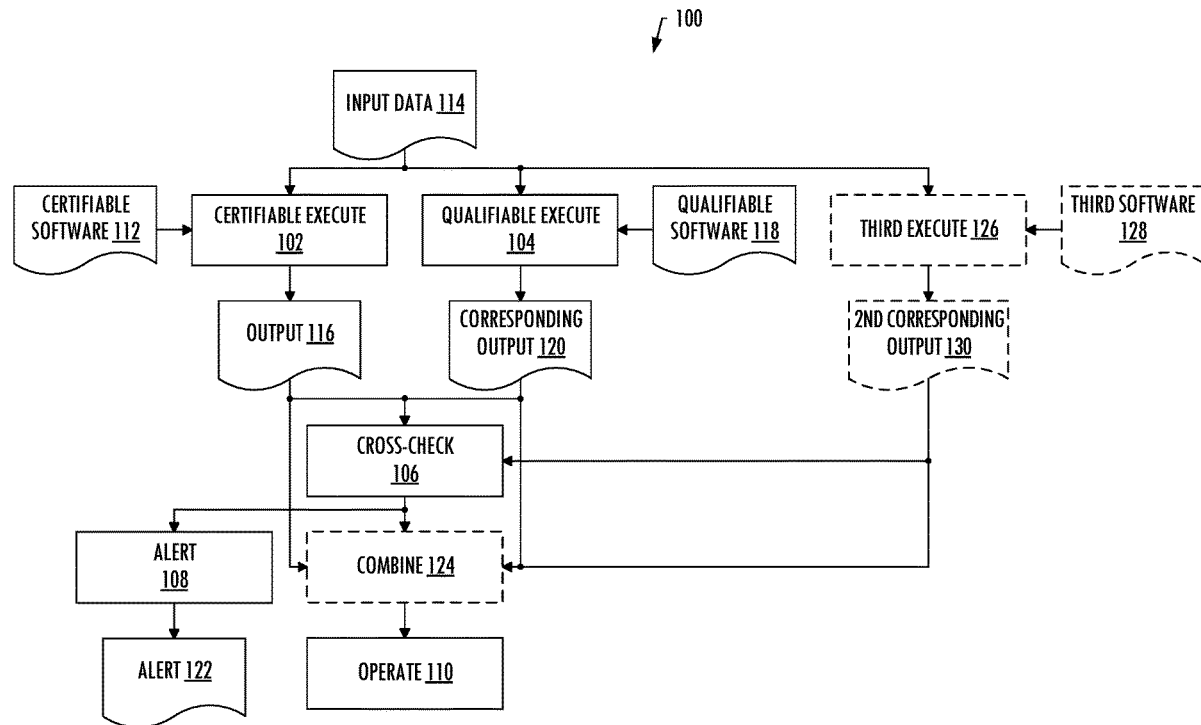 100
INPUT DATA 114
CERTIFIABLE
SOFTWARE 112
CERTIFIABLE EXECUTE
102
QUALIFIABLE EXECUTE
104
QUALIFIABLE
SOFTWARE 118
THIRD EXECUTE 126
THIRD SOFTWARE
128
OUTPUT 116
CORRESPONDING
OUTPUT 120
2ND CORRESPONDING
OUTPUT 130
CROSS-CHECK
106
ALERT
108
COMBINE 124
ALERT 122
OPERATE 110